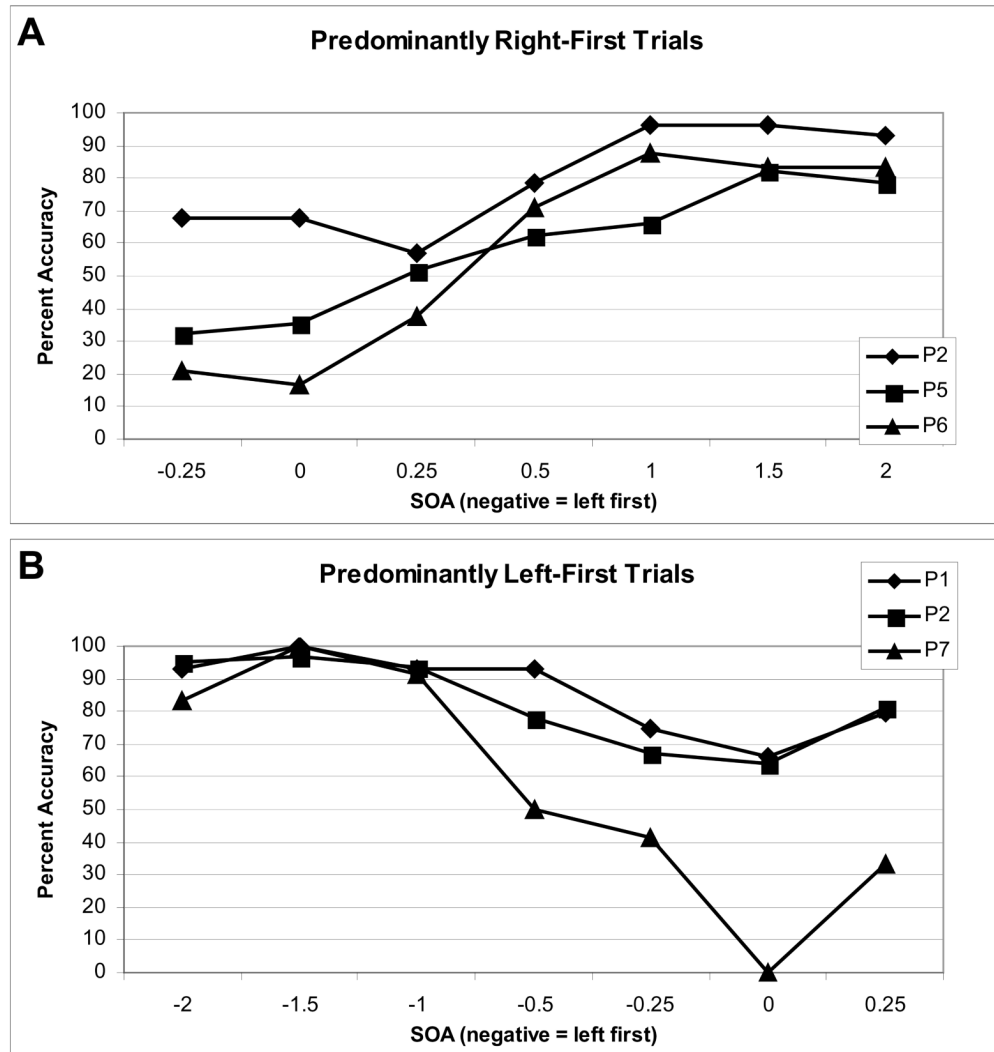 A
Predominantly Right-First Trials
Percent Accuracy
100
90
80
70
60
50
40
30
20
10
0
-0.25 0 0.25 0.5 1 1.5 2
SOA (negative = left first)
P2
P5
P6
B
Predominantly Left-First Trials
P1
P2
P7
Percent Accuracy
100
90
80
70
60
50
40
30
20
10
0
-2 -1.5 -1 -0.5 -0.25 0 0.25
SOA (negative = left first)